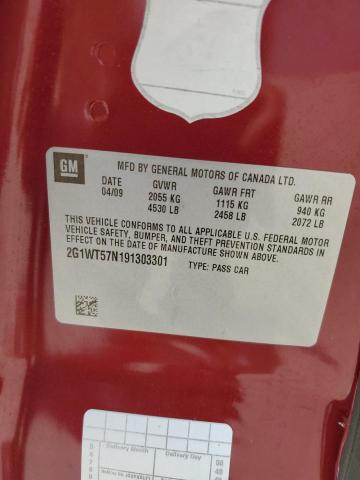 GM
MFD BY GENERAL MOTORS OF CANADA LTD.
DATE GVWR GAWR FRT GAWR RR
04/09 2055 KG 1115 KG 940 KG
4530 LB 2458 LB 2072 LB
THIS VEHICLE CONFORMS TO ALL APPLICABLE U.S. FEDERAL MOTOR
VEHICLE SAFETY, BUMPER, AND THEFT PREVENTION STANDARDS IN
EFFECT ON THE DATE OF MANUFACTURE SHOWN ABOVE.
2G1WT57N191303301
TYPE: PASS CAR
Delivery Month
Delivery Day